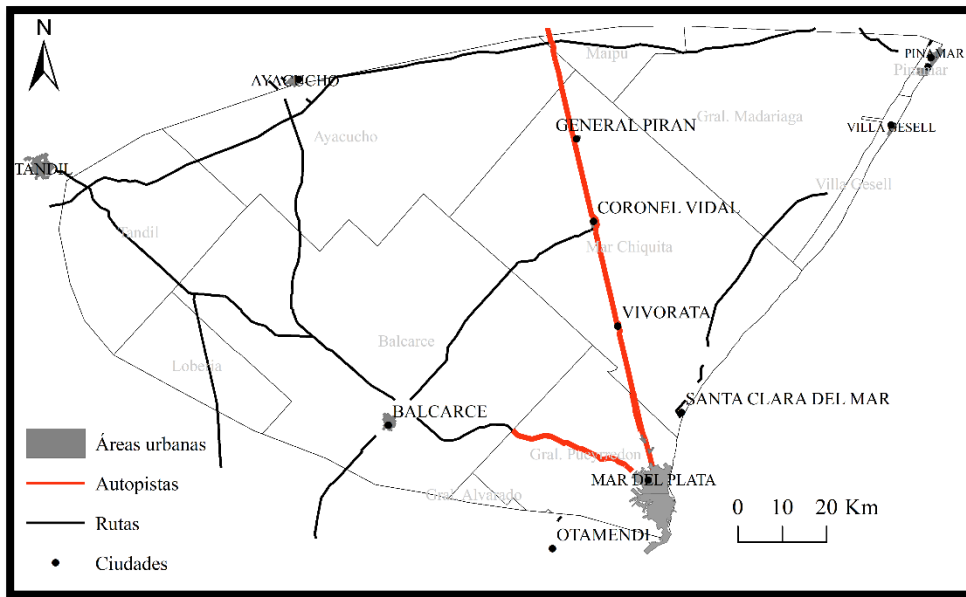 N
Maipu
PINAMAR
Pinamar
AYACUCHO
Gral. Madariaga
Ayacucho
GENERAL PIRAN
VILLA GESELL
TANDIL
Villa Gesell
CORONEL VIDAL
Tandil
Mar Chiquita
VIVORATA
Balcarce
Loberia
SANTA CLARA DEL MAR
BALCARCE
Áreas urbanas
Gral. Pueyrredon
Autopistas
MAR DEL PLATA
Gral. Alvarado
0 10 20 Km
Rutas
OTAMENDI
Ciudades